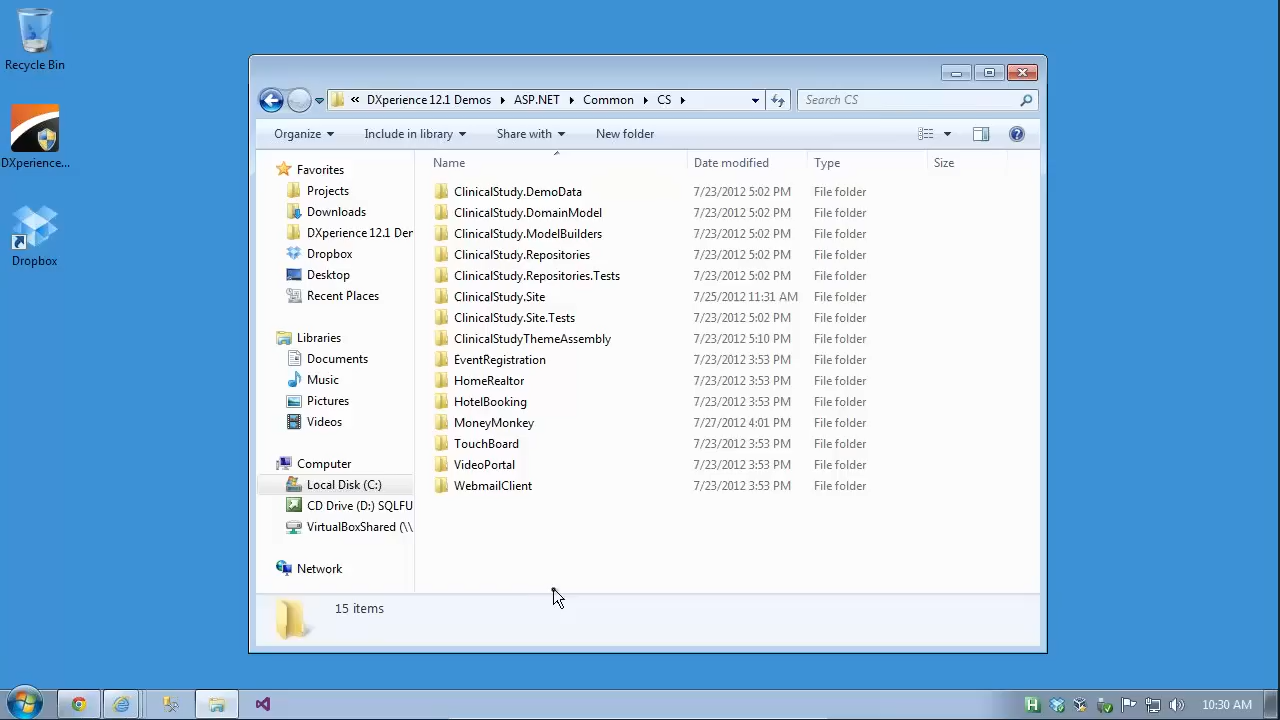 Recycle Bin
DXperience...
Dropbox
DXperience 12.1 Demos
ASP.NET
Common
CS
Search CS
Organize
Include in library
Share with
New folder
Name
Date modified
Type
Size
Favorites
Projects
Downloads
DXperience 12.1 Der
Dropbox
Desktop
Recent Places
Libraries
Documents
Music
Pictures
Videos
Computer
Local Disk (C:)
CD Drive (D:) SQLFU
VirtualBoxShared (\\
Network
ClinicalStudy.DemoData 7/23/2012 5:02 PM File folder
ClinicalStudy.DomainModel 7/23/2012 5:02 PM File folder
ClinicalStudy.ModelBuilders 7/23/2012 5:02 PM File folder
ClinicalStudy.Repositories 7/23/2012 5:02 PM File folder
ClinicalStudy.Repositories.Tests 7/23/2012 5:02 PM File folder
ClinicalStudy.Site 7/25/2012 11:31 AM File folder
ClinicalStudy.Site.Tests 7/23/2012 5:02 PM File folder
ClinicalStudyThemeAssembly 7/23/2012 5:10 PM File folder
EventRegistration 7/23/2012 3:53 PM File folder
HomeRealtor 7/23/2012 3:53 PM File folder
HotelBooking 7/23/2012 3:53 PM File folder
MoneyMonkey 7/27/2012 4:01 PM File folder
TouchBoard 7/23/2012 3:53 PM File folder
VideoPortal 7/23/2012 3:53 PM File folder
WebmailClient 7/23/2012 3:53 PM File folder
15 items
10:30 AM